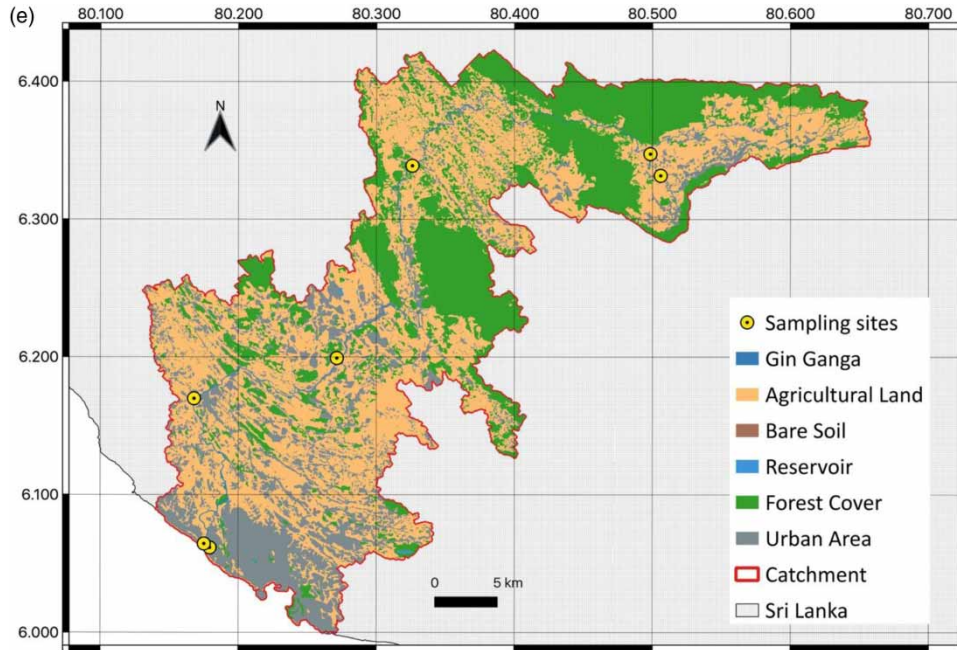 (e)
80.100 80.200 80.300 80.400 80.500 80.600 80.700
6.400
N
6.300
6.200
6.100
6.000
Sampling sites
Gin Ganga
Agricultural Land
Bare Soil
Reservoir
Forest Cover
Urban Area
Catchment
Sri Lanka
0 5 km